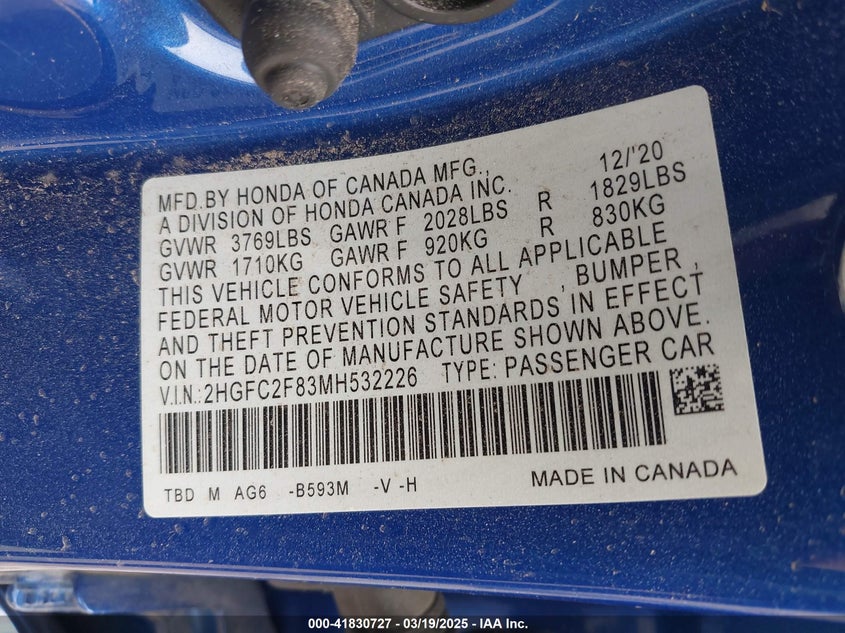 MFD.BY HONDA OF CANADA MFG., 12/'20
A DIVISION OF HONDA CANADA INC.
GVWR 3769LBS GAWR F 2028LBS R 1829LBS
GVWR 1710KG GAWR F 920KG R 830KG
THIS VEHICLE CONFORMS TO ALL APPLICABLE
FEDERAL MOTOR VEHICLE SAFETY , BUMPER ,
AND THEFT PREVENTION STANDARDS IN EFFECT
ON THE DATE OF MANUFACTURE SHOWN ABOVE.
V.I.N.:2HGFC2F83MH532226 TYPE: PASSENGER CAR
TBD M AG6 -B593M -V -H MADE IN CANADA
000-41830727 — 03/19/2025 — IAA Inc.